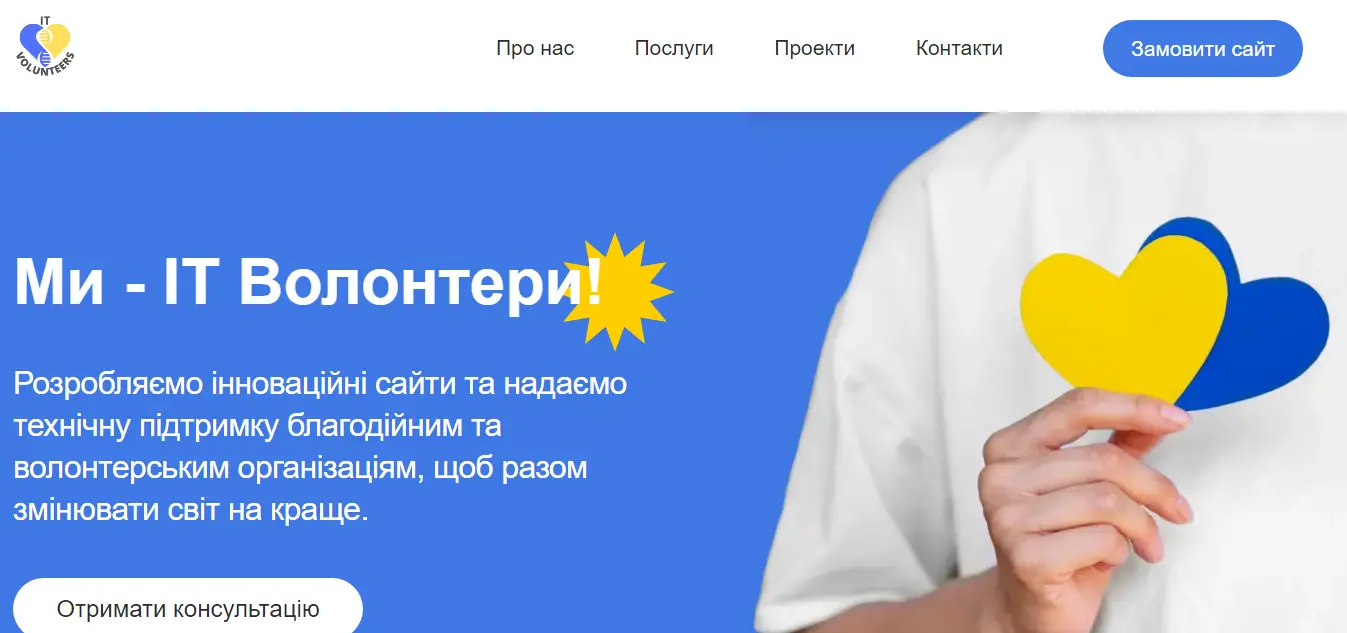 IT
VOLUNTEERS
Про нас
Послуги
Проекти
Контакти
Замовити сайт
Ми - ІТ Волонтери!
Розробляємо інноваційні сайти та надаємо
технічну підтримку благодійним та
волонтерським організаціям, щоб разом
змінювати світ на краще.
Отримати консультацію